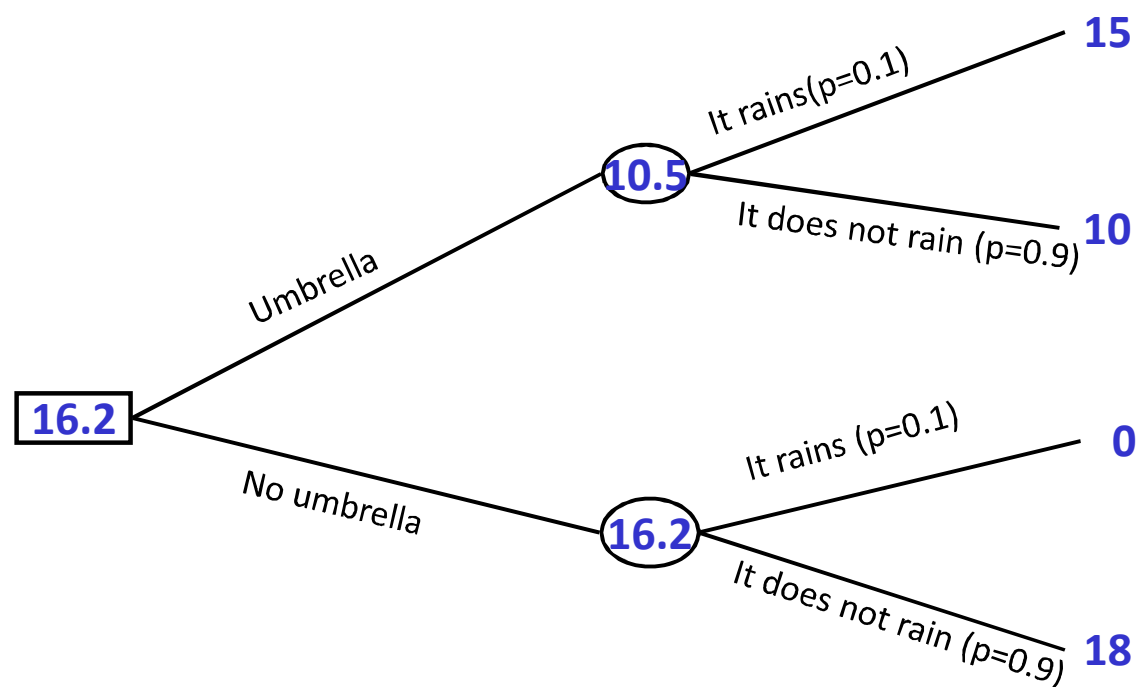 15
It rains(p=0.1)
10.5
It does not rain (p=0.9)
10
Umbrella
16.2
No umbrella
It rains (p=0.1)
0
16.2
It does not rain (p=0.9)
18